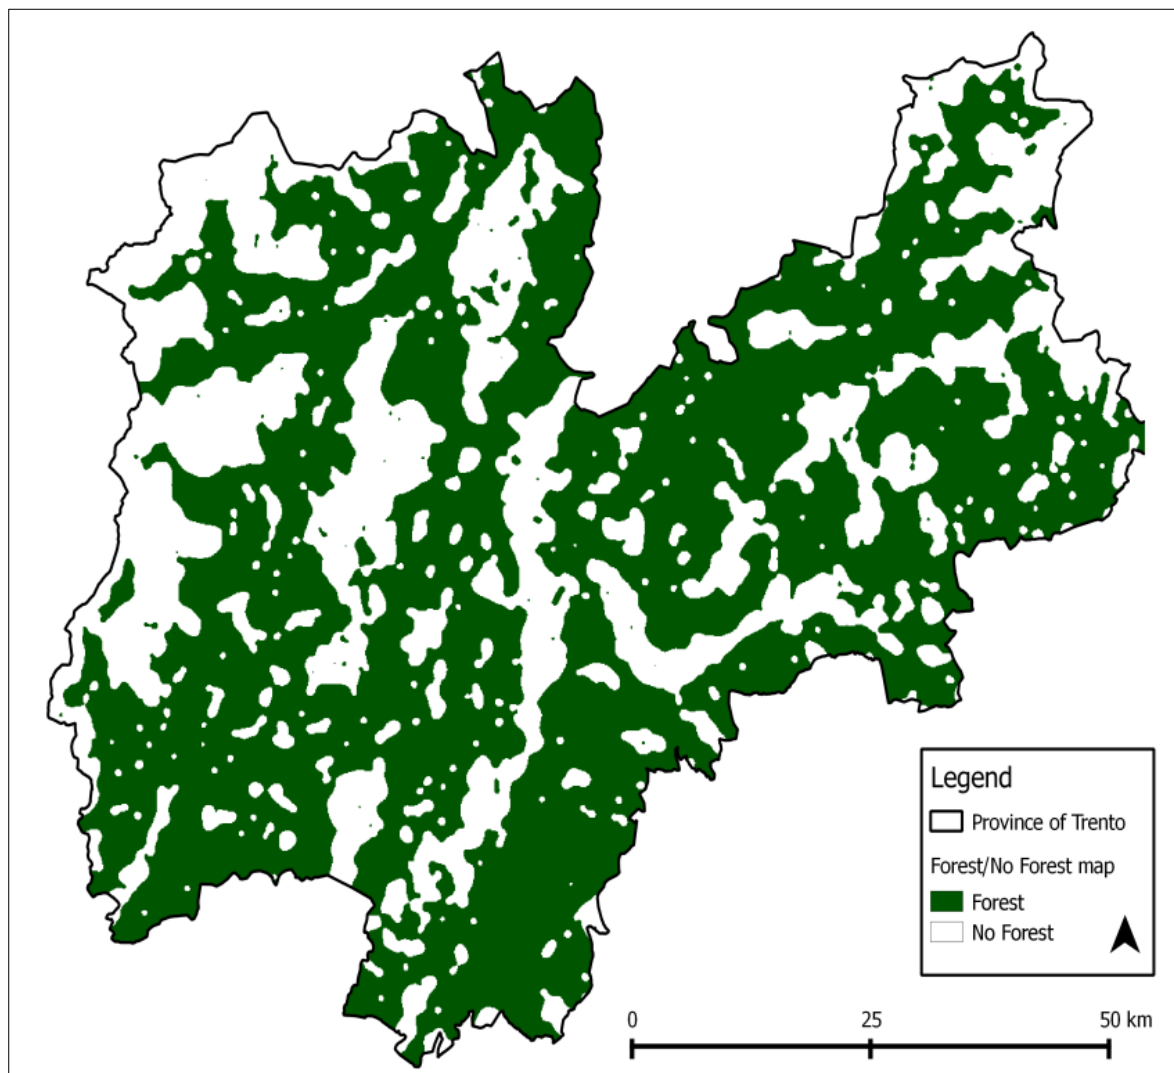 Legend
Province of Trento
Forest/No Forest map
Forest
No Forest
0 25 50 km